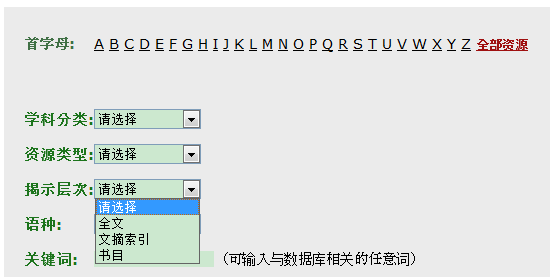 首字母: A B C D E F G H I J K L M N O P Q R S T U V W X Y Z 全部资源
学科分类: 请选择
资源类型: 请选择
揭示层次: 请选择
请选择
全文
语种:
文摘索引
书目
关键词: (可输入与数据库相关的任意词)